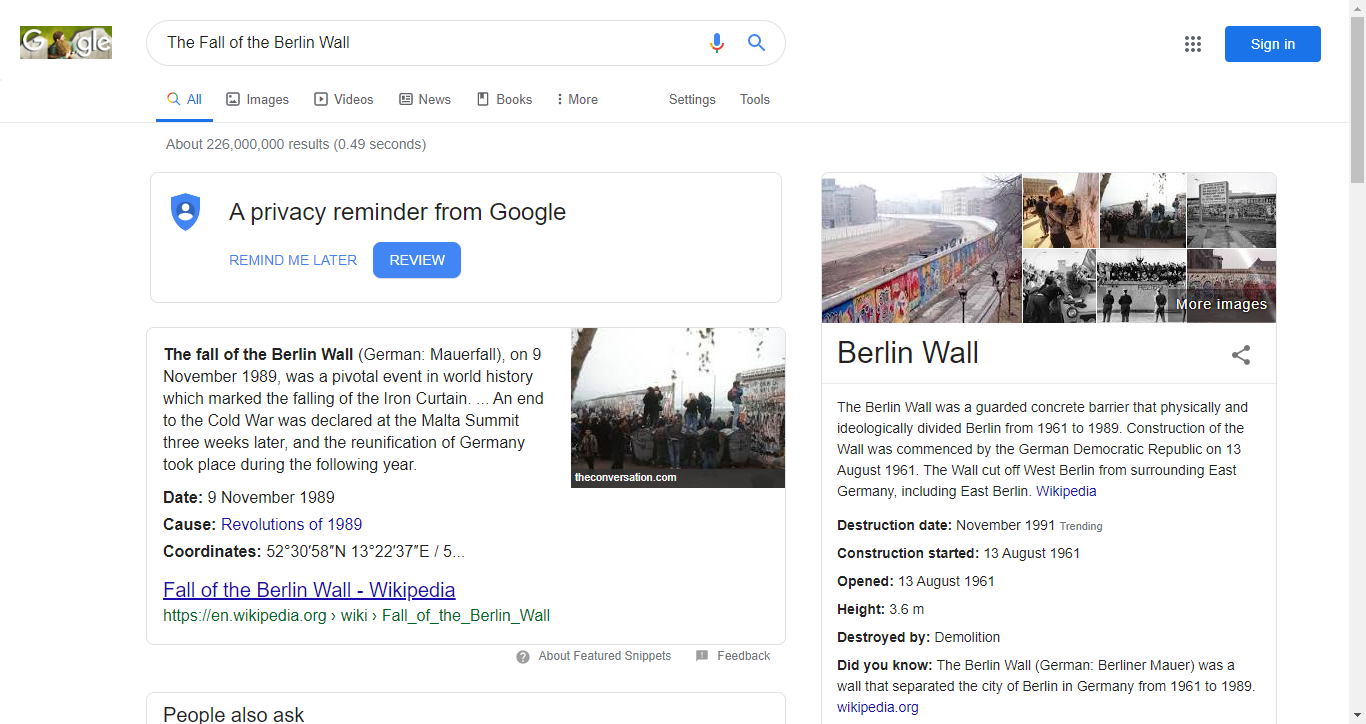 Google
The Fall of the Berlin Wall
Sign in
All
Images
Videos
News
Books
More
Settings
Tools
About 226,000,000 results (0.49 seconds)
A privacy reminder from Google
REMIND ME LATER
REVIEW
The fall of the Berlin Wall (German: Mauerfall), on 9
November 1989, was a pivotal event in world history
which marked the falling of the Iron Curtain. ... An end
to the Cold War was declared at the Malta Summit
three weeks later, and the reunification of Germany
took place during the following year.
theconversation.com
Date: 9 November 1989
Cause: Revolutions of 1989
Coordinates: 52°30′58″N 13°22′37″E / 5...
Fall of the Berlin Wall - Wikipedia
https://en.wikipedia.org › wiki › Fall_of_the_Berlin_Wall
About Featured Snippets
Feedback
People also ask
More images
Berlin Wall
The Berlin Wall was a guarded concrete barrier that physically and
ideologically divided Berlin from 1961 to 1989. Construction of the
Wall was commenced by the German Democratic Republic on 13
August 1961. The Wall cut off West Berlin from surrounding East
Germany, including East Berlin. Wikipedia
Destruction date: November 1991 Trending
Construction started: 13 August 1961
Opened: 13 August 1961
Height: 3.6 m
Destroyed by: Demolition
Did you know: The Berlin Wall (German: Berliner Mauer) was a
wall that separated the city of Berlin in Germany from 1961 to 1989.
wikipedia.org